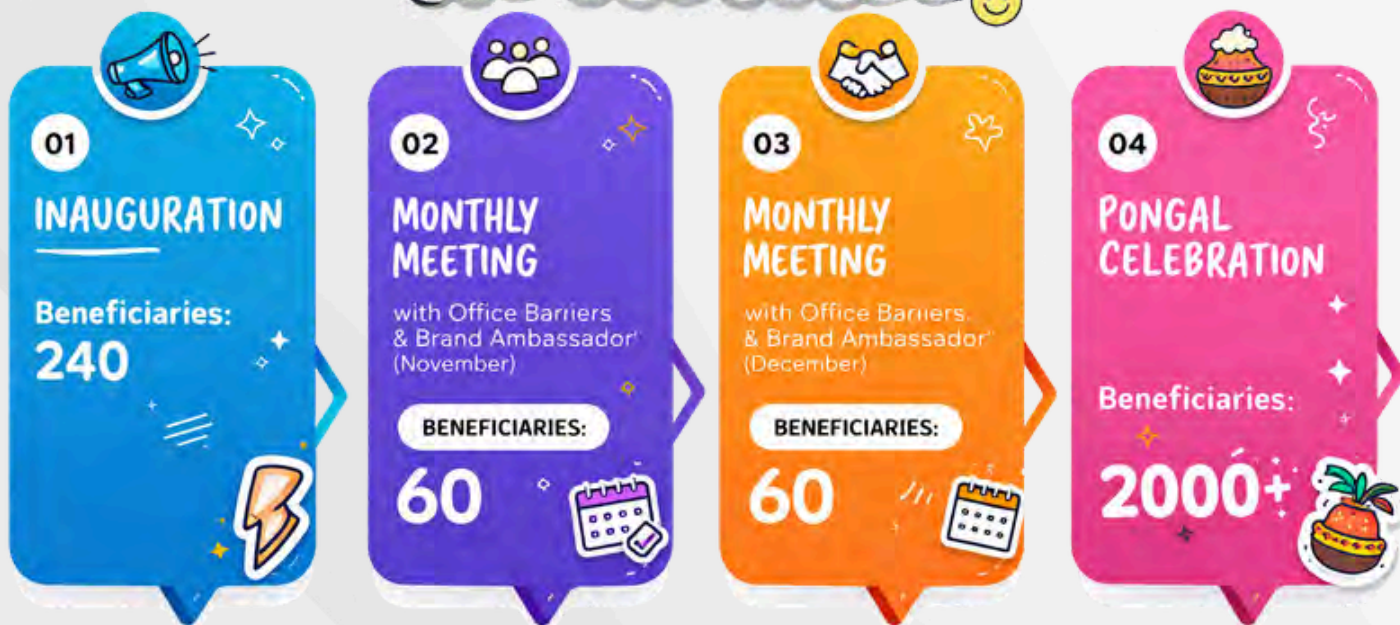 01
INAUGURATION
Beneficiaries:
240
02
MONTHLY
MEETING
with Office Barriers
& Brand Ambassador'
(November)
BENEFICIARIES:
60
03
MONTHLY
MEETING
with Office Barriers
& Brand Ambassador
(December)
BENEFICIARIES:
60
04
PONGAL
CELEBRATION
Beneficiaries:
2000+